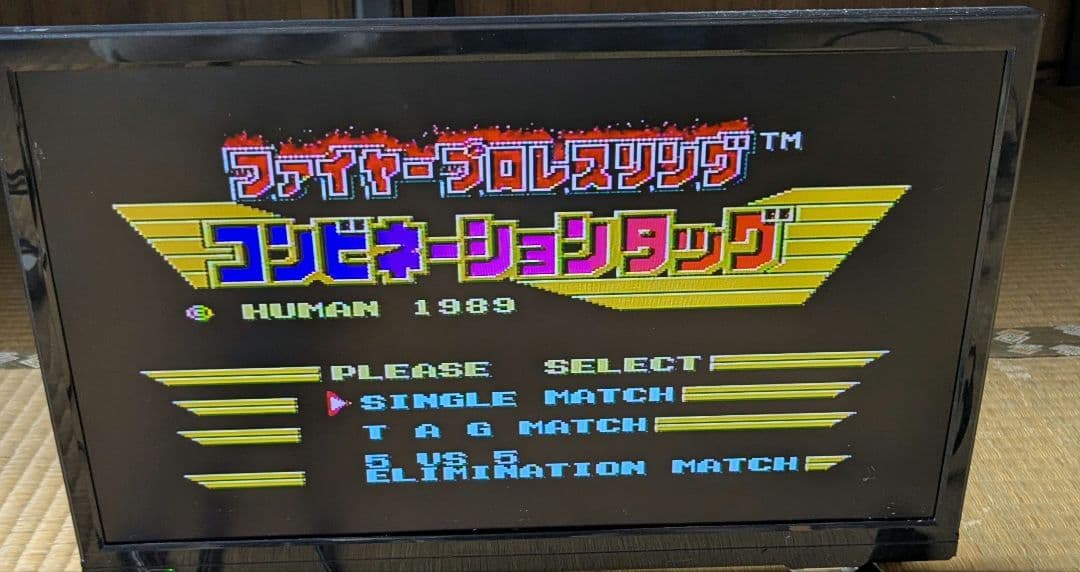 ファイヤープロレスリング™
コンビネーションタッグ
© HUMAN 1989
PLEASE SELECT
SINGLE MATCH
TAG MATCH
5 VS 5
ELIMINATION MATCH